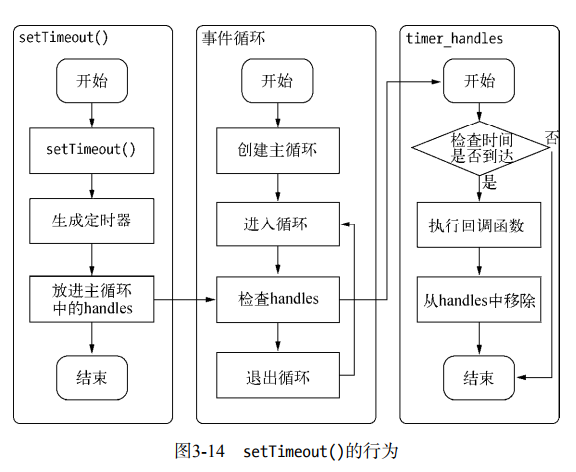 setTimeout()
开始
setTimeout()
生成定时器
放进主循环
中的handles
结束
事件循环
开始
创建主循环
进入循环
检查handles
退出循环
timer_handles
开始
检查时间
是否到达
否
是
执行回调函数
从handles中移除
结束
图3-14 setTimeout()的行为